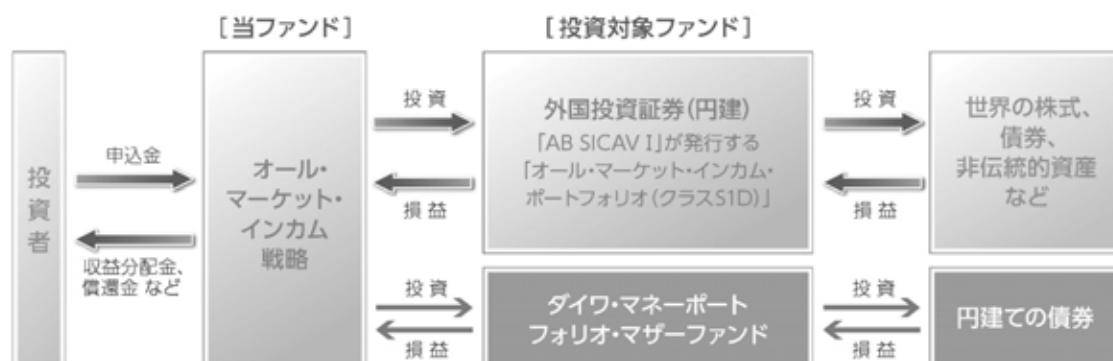 [当ファンド]
[投資対象ファンド]
投資者
申込金
収益分配金、
償還金 など
オール・
マーケット・
インカム
戦略
投資
損益
外国投資証券(円建)
「AB SICAV I」が発行する
「オール・マーケット・インカム・
ポートフォリオ(クラスS1D)」
投資
損益
世界の株式、
債券、
非伝統的資産
など
投資
損益
ダイワ・マネーポート
フォリオ・マザーファンド
投資
損益
円建ての債券